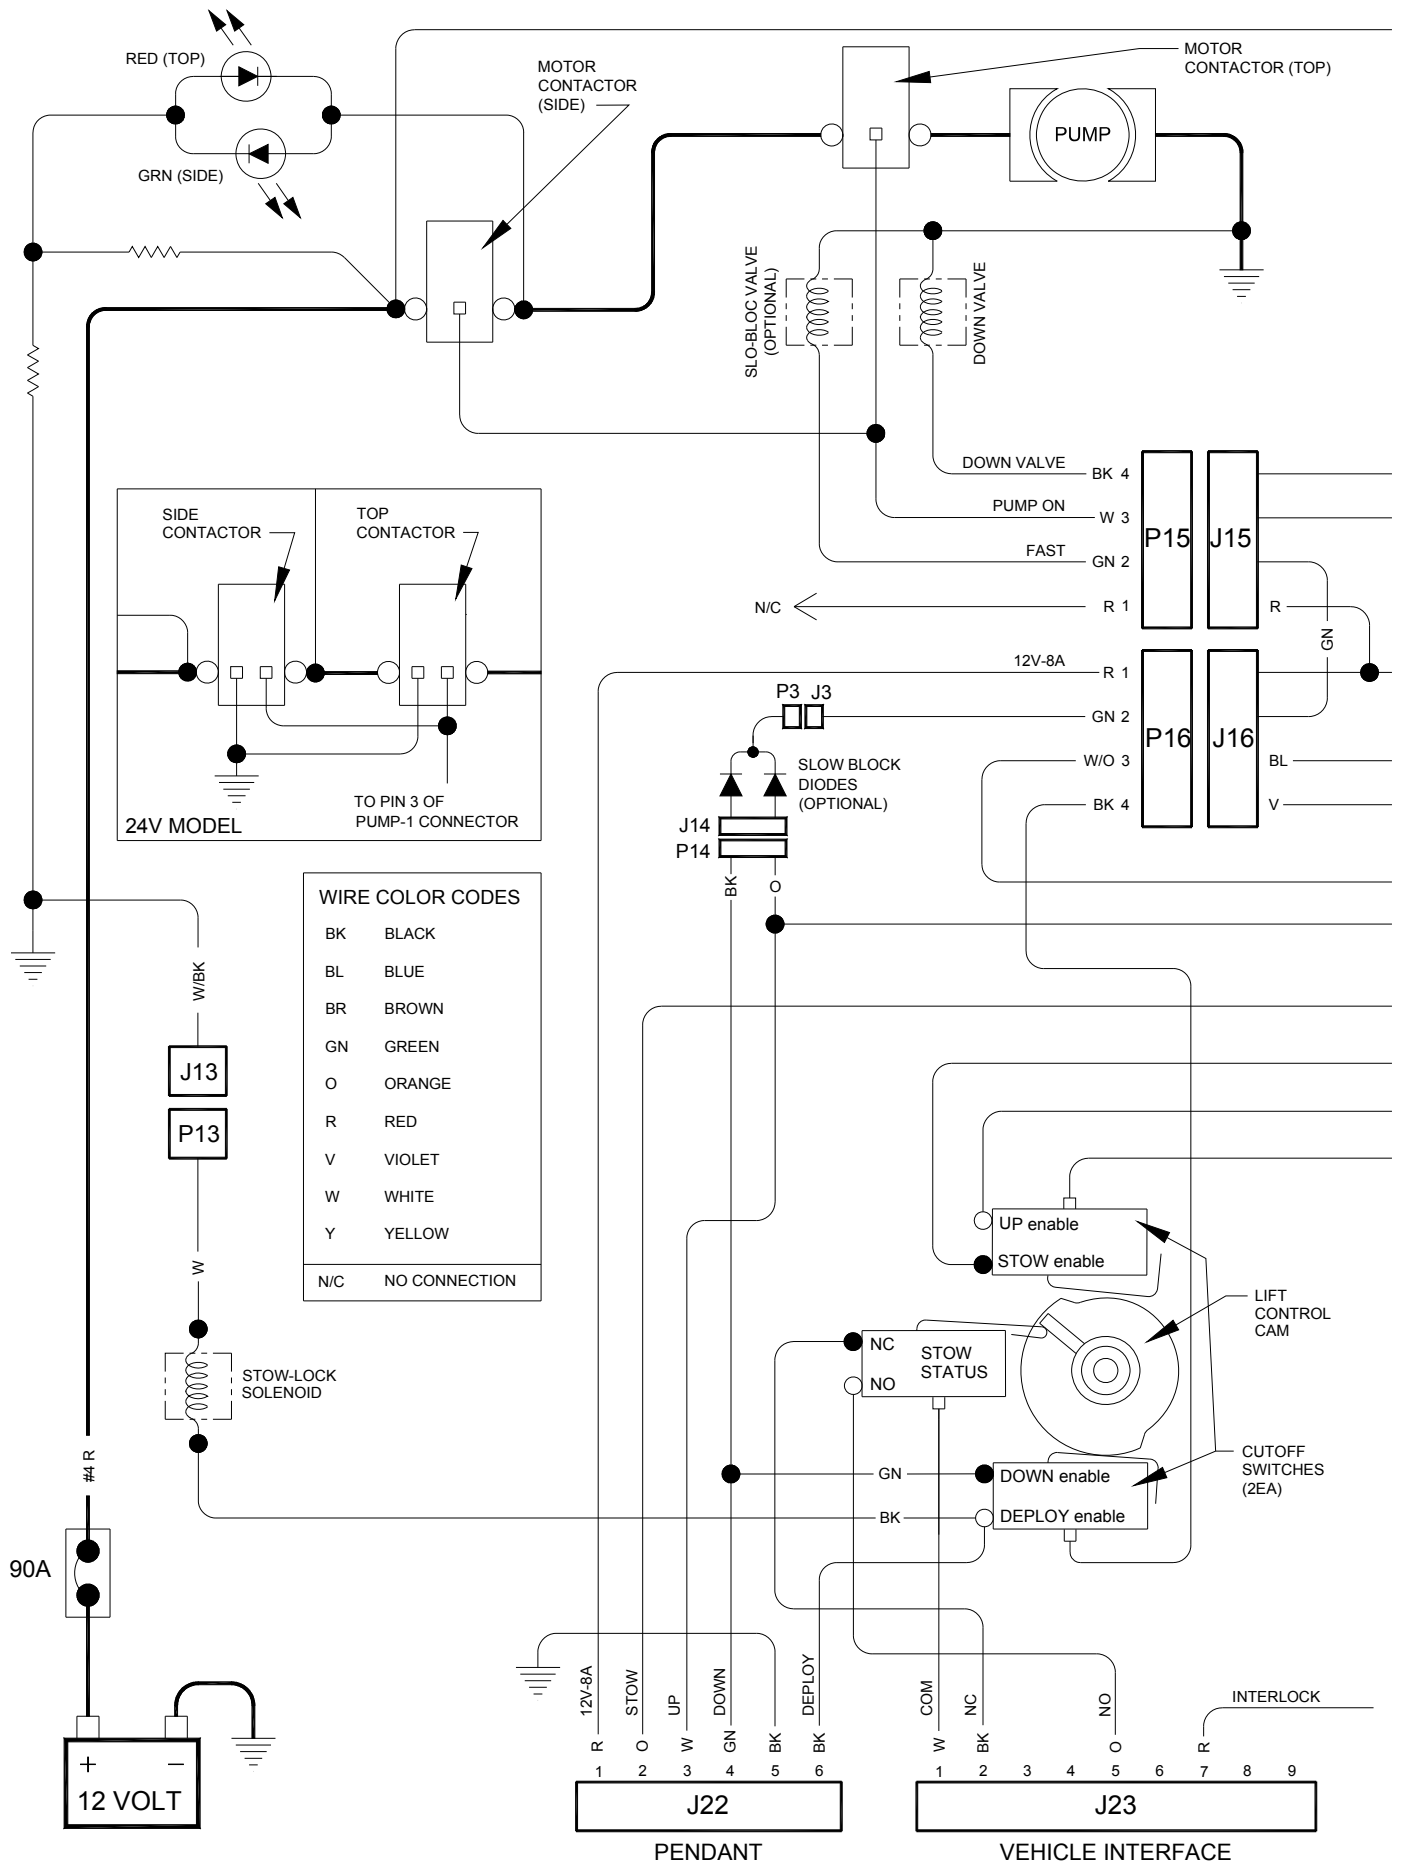 RED (TOP)
GRN (SIDE)
MOTOR
CONTACTOR
(SIDE)
MOTOR
CONTACTOR (TOP)
PUMP
SLO-BLOC VALVE
(OPTIONAL)
DOWN VALVE
DOWN VALVE
BK 4
PUMP ON
W 3
FAST
GN 2
N/C
R 1
P15
J15
R
GN
12V-8A
R 1
GN 2
W/O 3
BK 4
P16
J16
BL
V
P3 J3
SLOW BLOCK
DIODES
(OPTIONAL)
J14
P14
BK
O
SIDE
CONTACTOR
TOP
CONTACTOR
TO PIN 3 OF
PUMP-1 CONNECTOR
24V MODEL
WIRE COLOR CODES
BK BLACK
BL BLUE
BR BROWN
GN GREEN
O ORANGE
R RED
V VIOLET
W WHITE
Y YELLOW
N/C NO CONNECTION
W/BK
J13
P13
W
STOW-LOCK
SOLENOID
UP enable
STOW enable
LIFT
CONTROL
CAM
NC
NO
STOW
STATUS
CUTOFF
SWITCHES
(2EA)
GN
DOWN enable
BK
DEPLOY enable
#4 R
90A
+ −
12 VOLT
12V-8A
STOW
UP
DOWN
DEPLOY
R
O
W
GN
BK
BK
1 2 3 4 5 6
J22
PENDANT
COM
NC
NO
INTERLOCK
W
BK
O
R
1 2 3 4 5 6 7 8 9
J23
VEHICLE INTERFACE